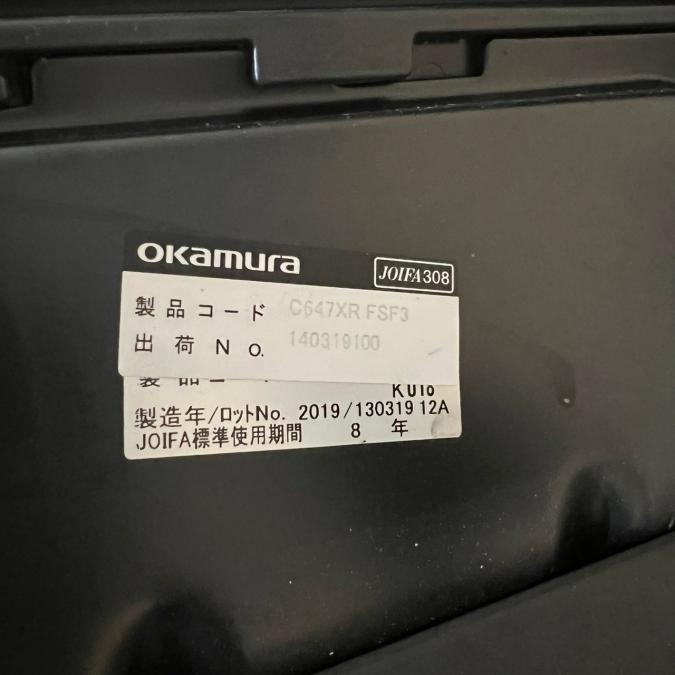 okamura
JOIFA308
製品コード C647XR FSF3
出荷No. 140319100
製造年/ロットNo. 2019/130319 12A
JOIFA標準使用期間 8 年